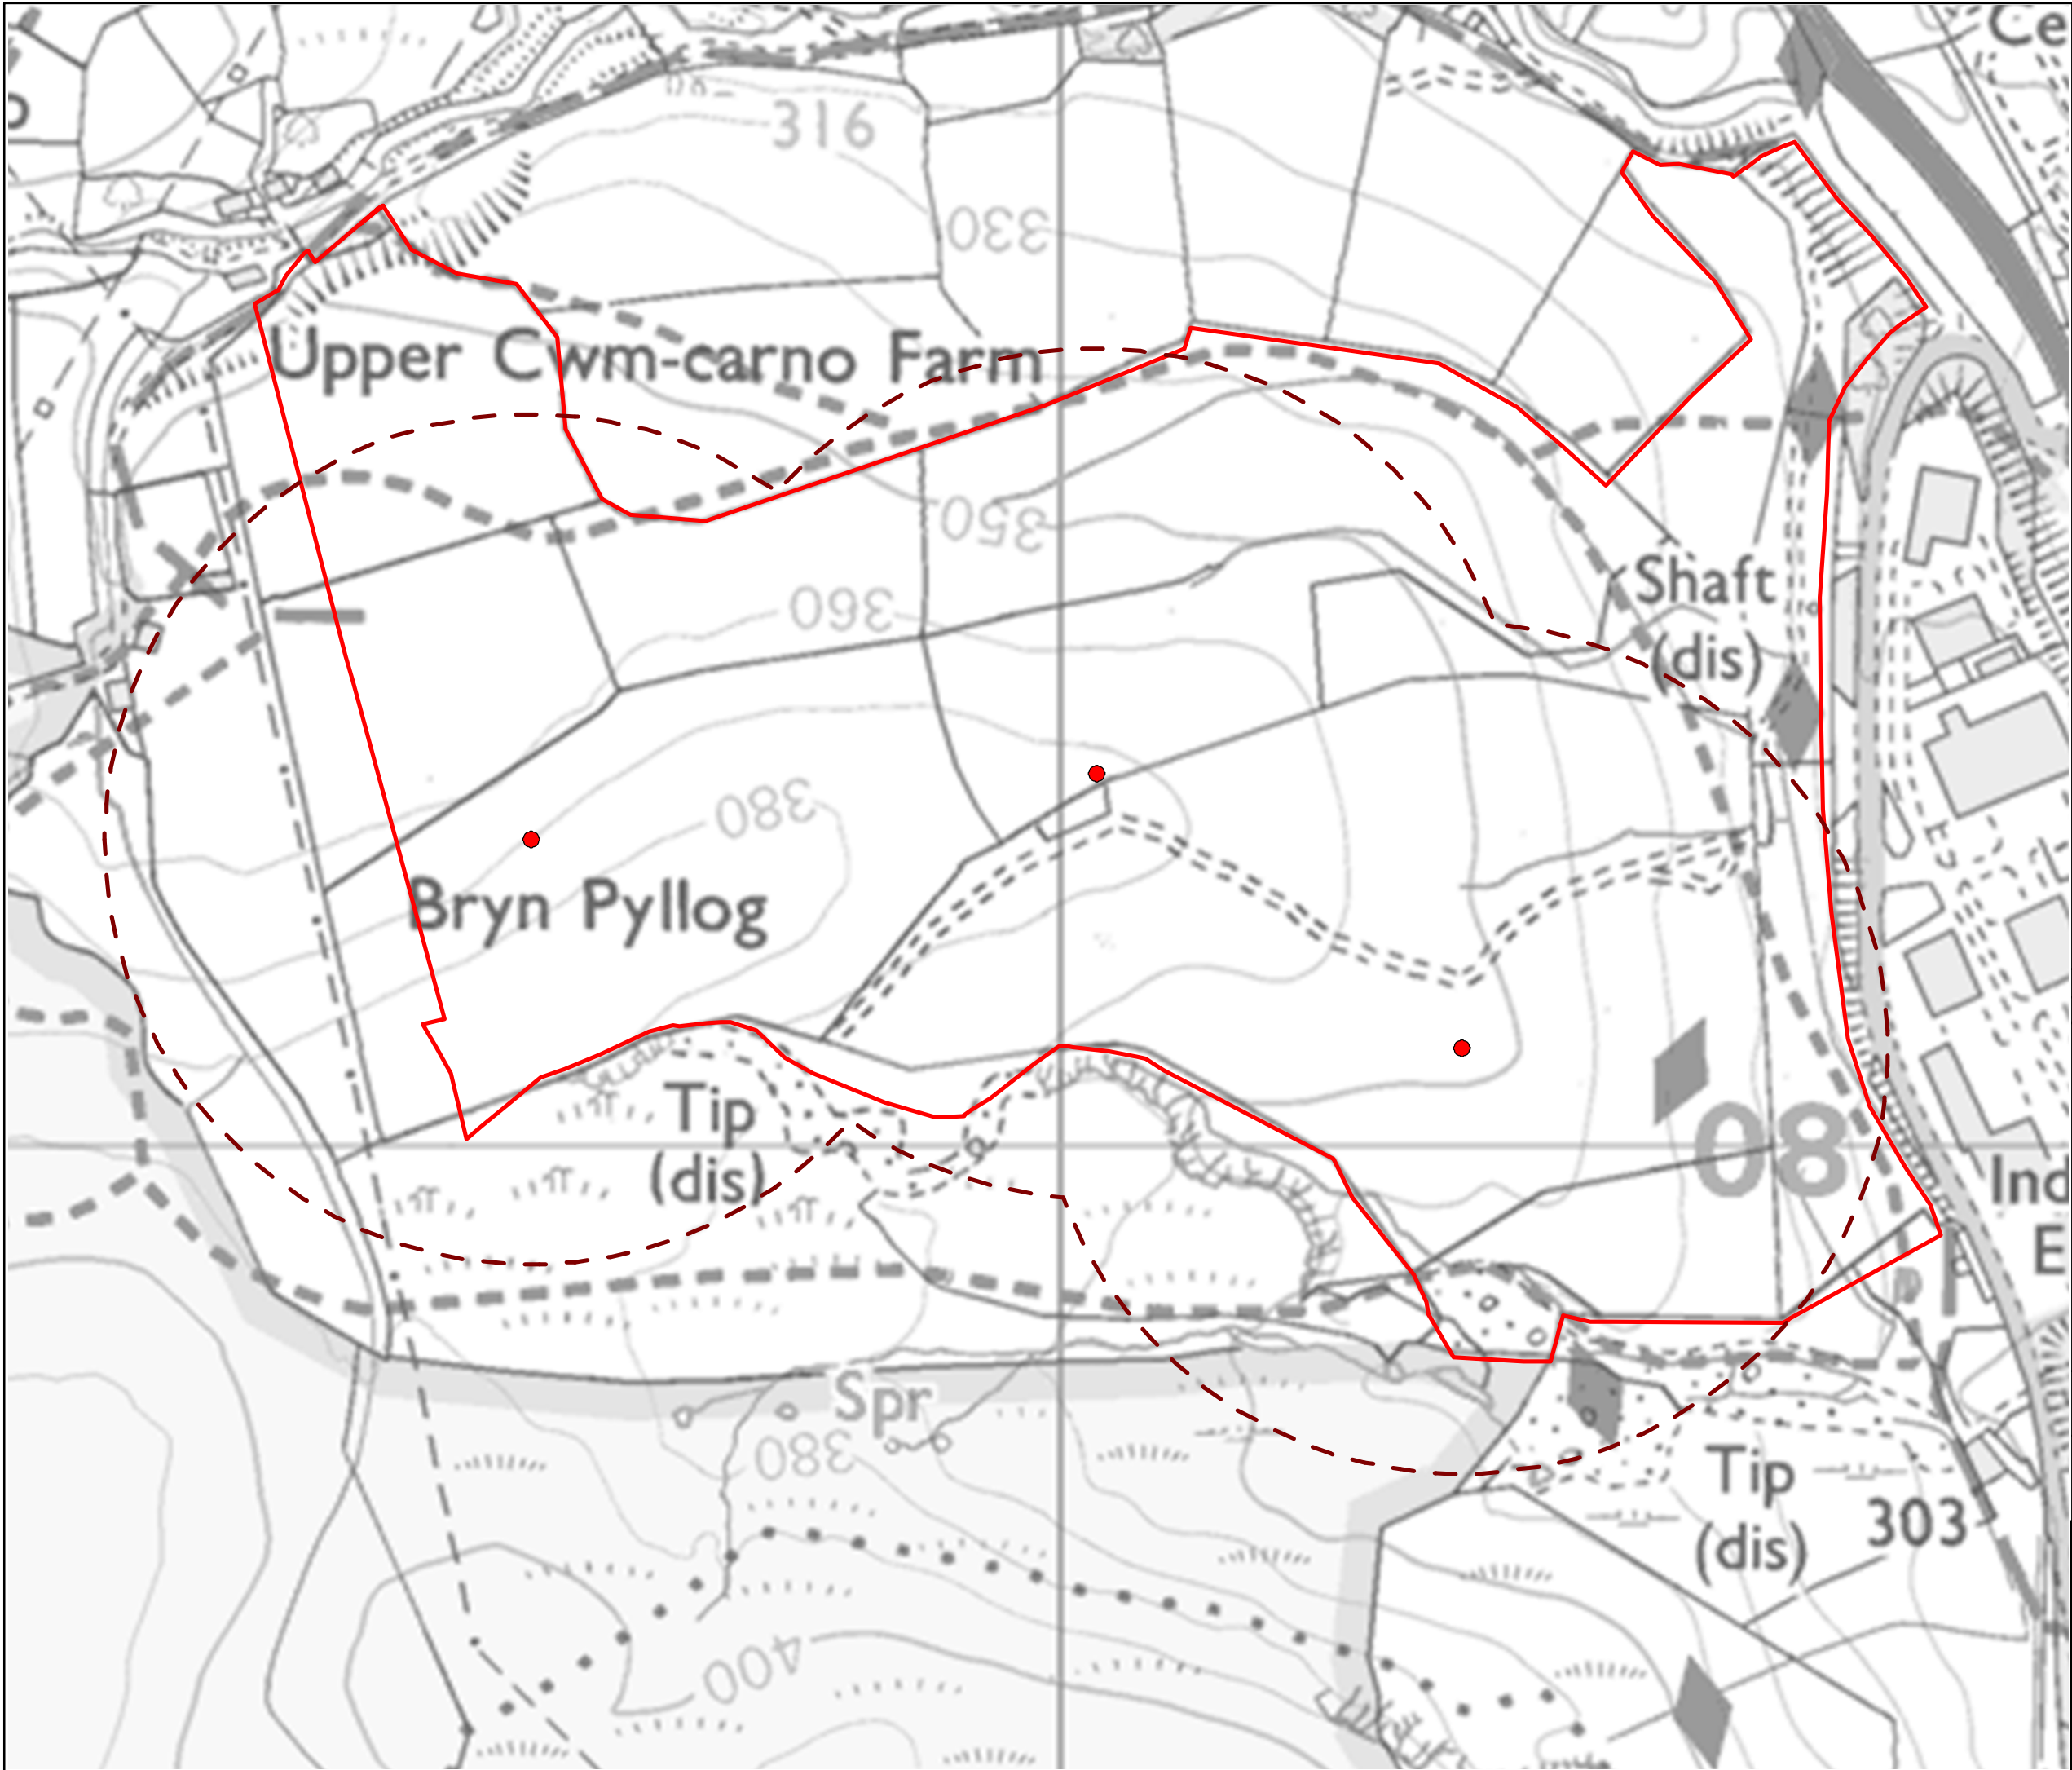 Ce
316
330
Upper Cwm-carno Farm
350
360
Shaft
(dis)
380
Bryn Pyllog
Tip
(dis)
08
Ind
E
Spr
380
Tip
(dis)
303
400